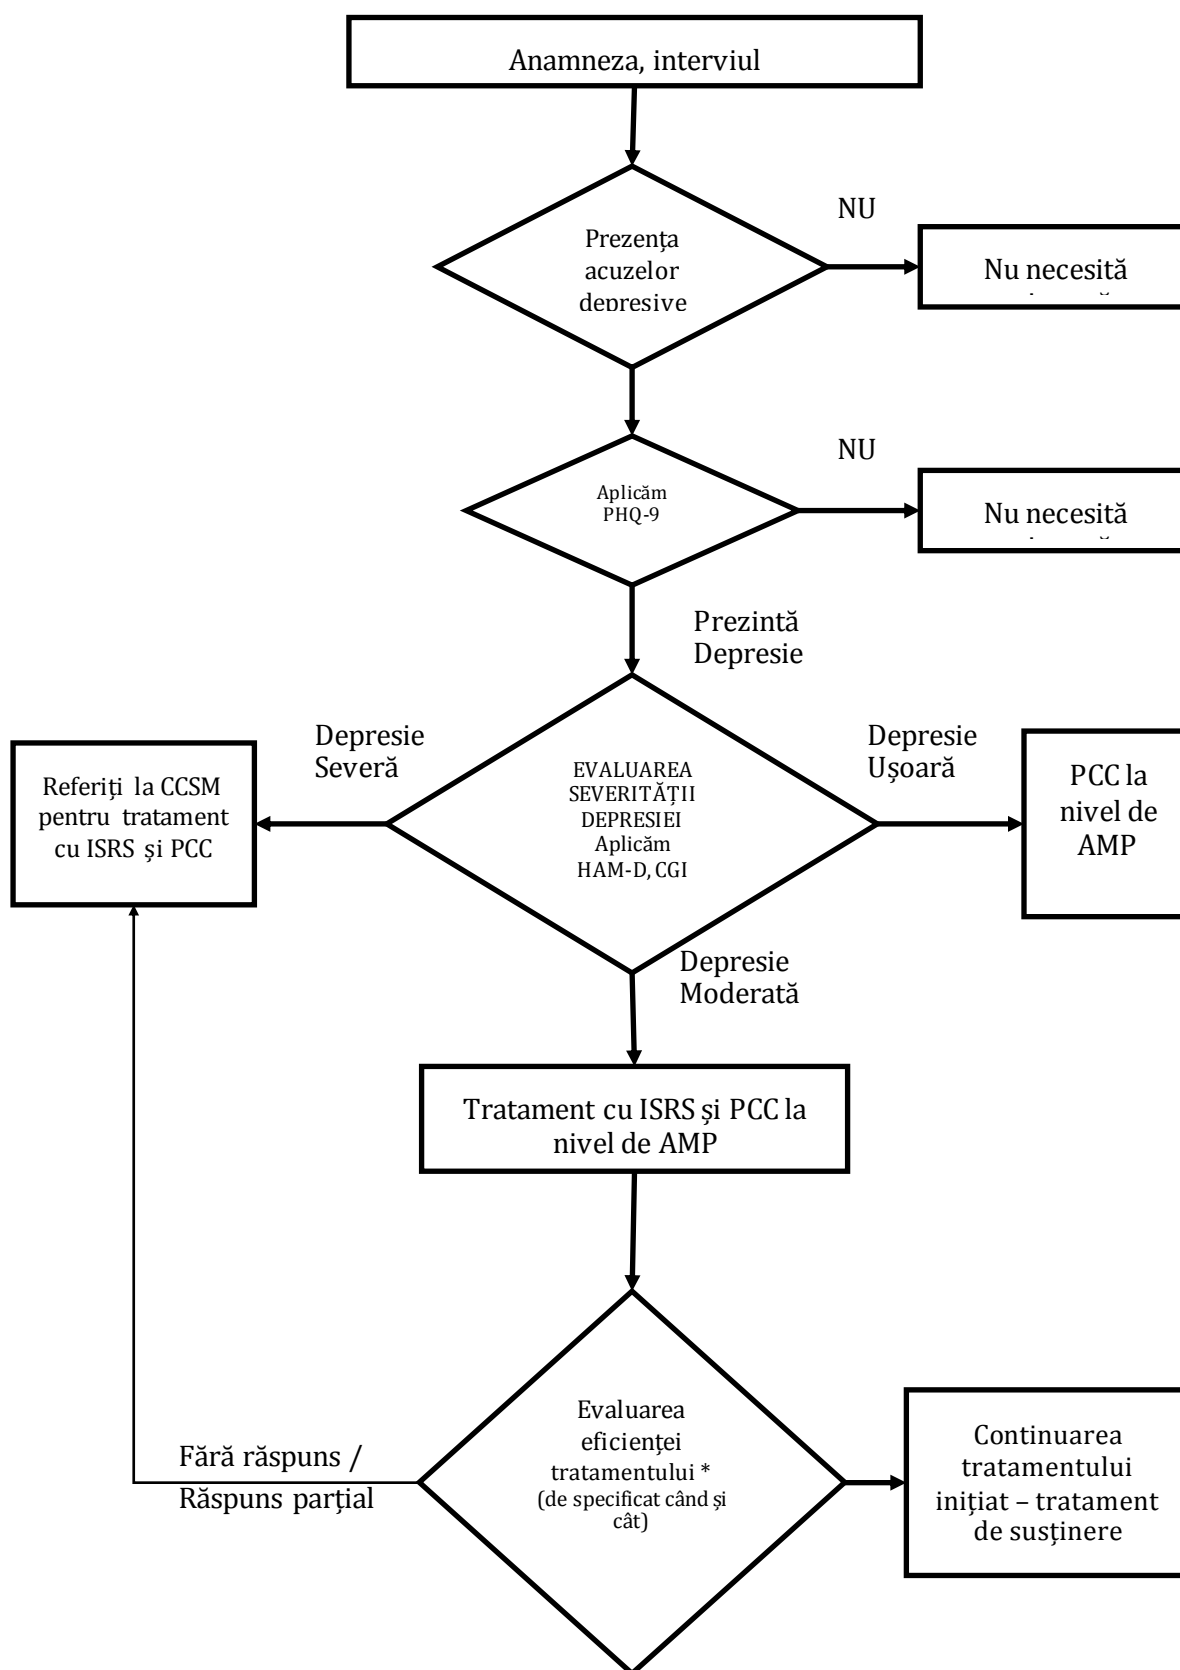 Anamneza, interviul
NU
Prezența
acuzelor
depresive
Nu necesită
NU
Aplicăm
PHQ-9
Nu necesită
Prezintă
Depresie
Depresie
Severă
Depresie
Ușoară
Referiți la CCSM
pentru tratament
cu ISRS și PCC
EVALUAREA
SEVERITĂȚII
DEPRESIEI
Aplicăm
HAM-D, CGI
PCC la
nivel de
AMP
Depresie
Moderată
Tratament cu ISRS și PCC la
nivel de AMP
Evaluarea
eficienței
tratamentului *
(de specificat când și
cât)
Fără răspuns /
Răspuns parțial
Continuarea
tratamentului
inițiat – tratament
de susținere